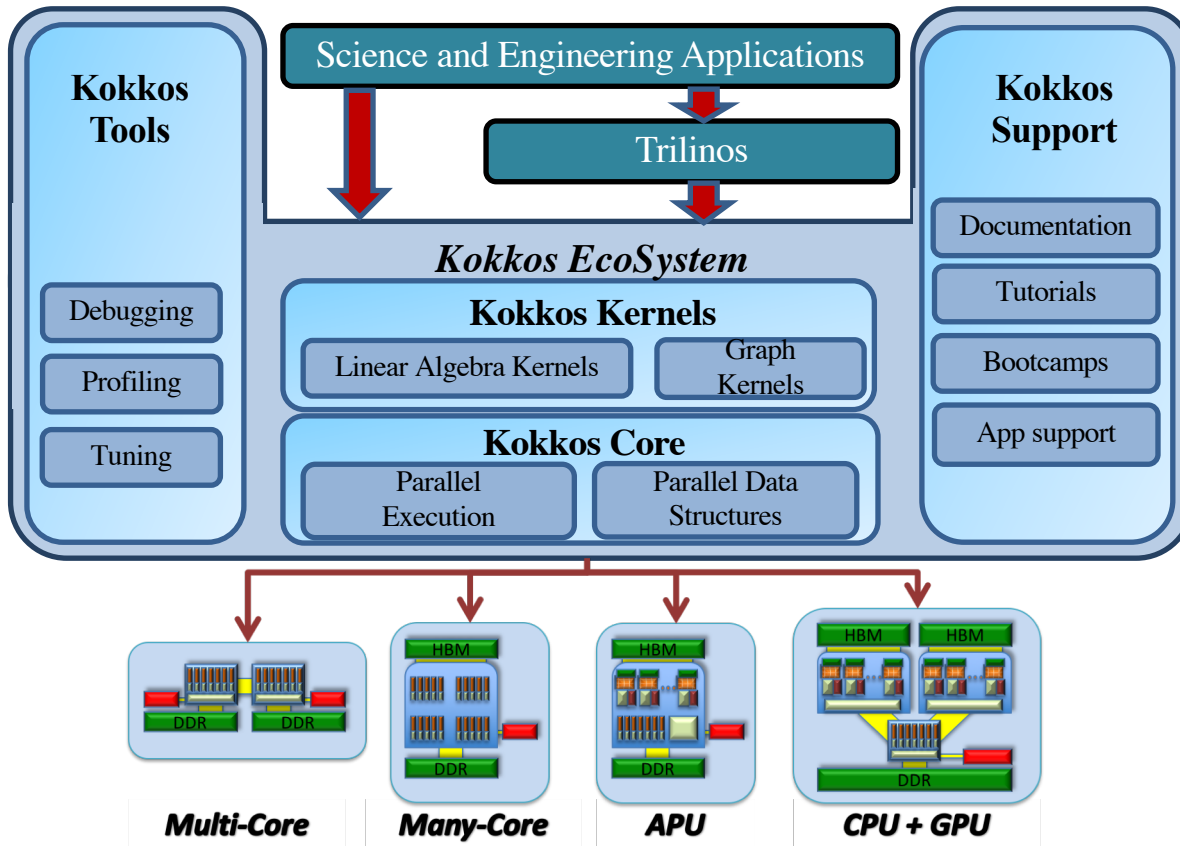 Science and Engineering Applications
Trilinos
Kokkos
Tools
Debugging
Profiling
Tuning
Kokkos EcoSystem
Kokkos Kernels
Linear Algebra Kernels
Graph
Kernels
Kokkos Core
Parallel
Execution
Parallel Data
Structures
Kokkos
Support
Documentation
Tutorials
Bootcamps
App support
DDR
DDR
Multi-Core
HBM
DDR
Many-Core
HBM
DDR
APU
HBM
HBM
DDR
CPU + GPU